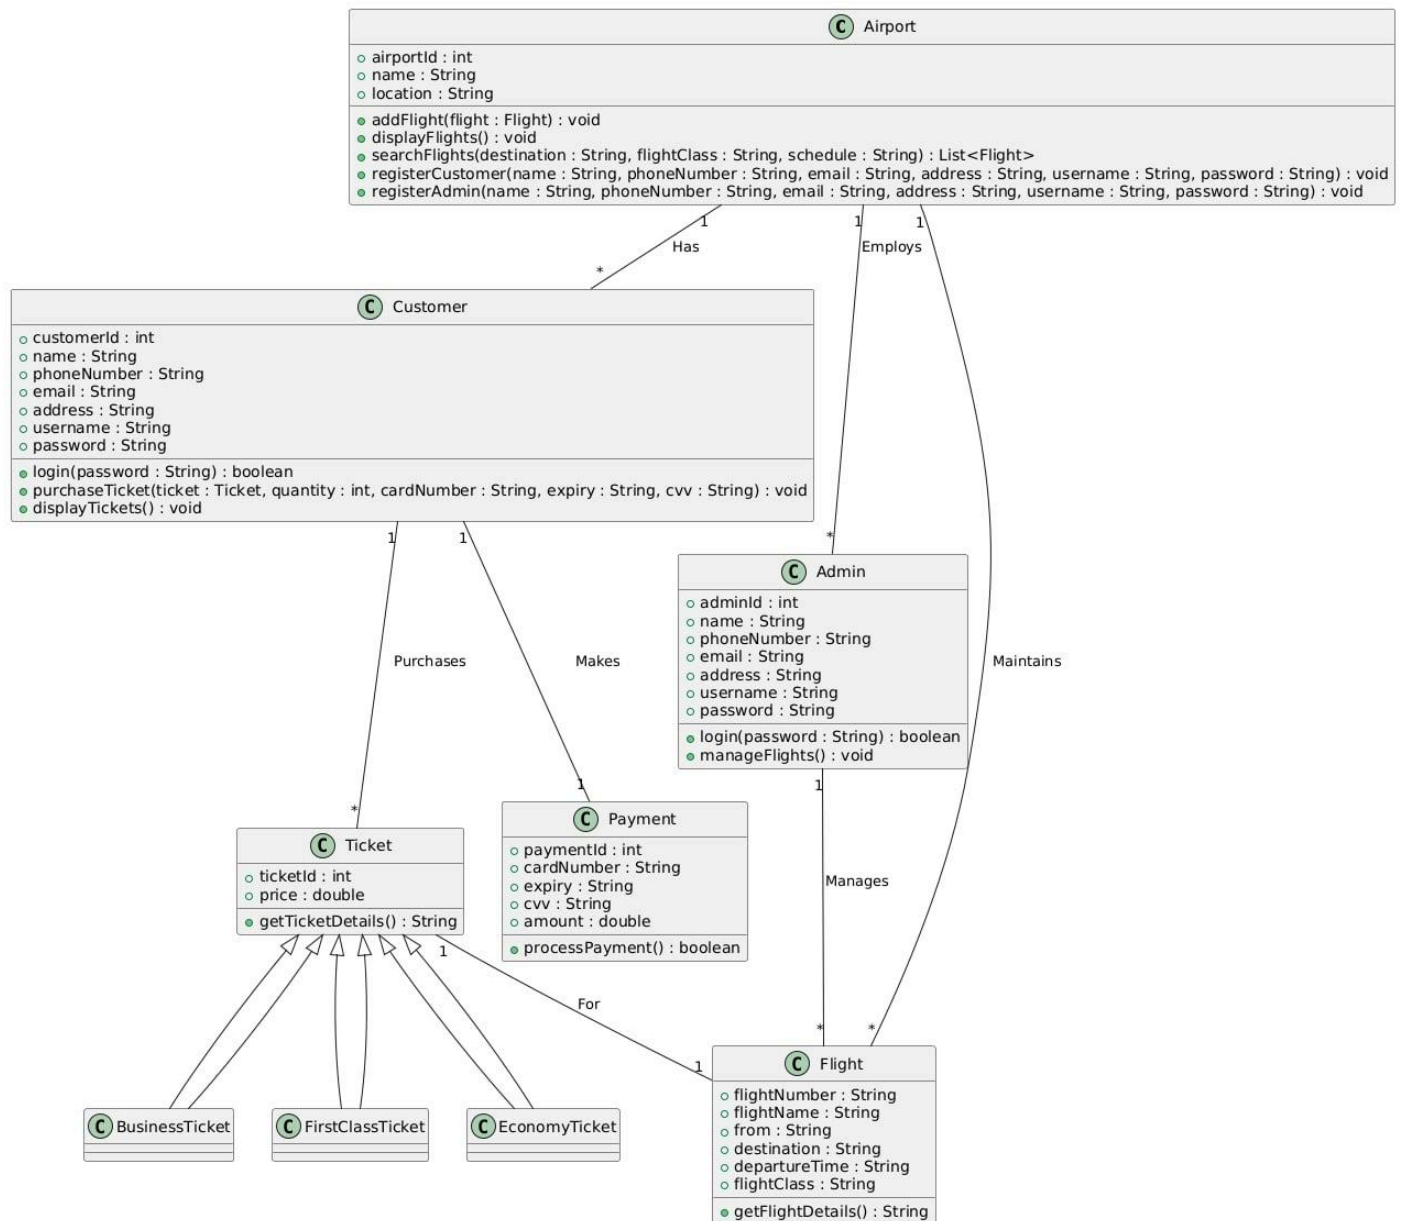 C Airport
airportId : int
name : String
location : String
addFlight(flight : Flight) : void
displayFlights() : void
searchFlights(destination : String, flightClass : String, schedule : String) : List<Flight>
registerCustomer(name : String, phoneNumber : String, email : String, address : String, username : String, password : String) : void
registerAdmin(name : String, phoneNumber : String, email : String, address : String, username : String, password : String) : void
1
1
1
Has
Employs
*
C Customer
customerId : int
name : String
phoneNumber : String
email : String
address : String
username : String
password : String
login(password : String) : boolean
purchaseTicket(ticket : Ticket, quantity : int, cardNumber : String, expiry : String, cvv : String) : void
displayTickets() : void
1
1
*
C Admin
adminId : int
name : String
phoneNumber : String
email : String
address : String
username : String
password : String
login(password : String) : boolean
manageFlights() : void
Purchases
Makes
Maintains
*
1
1
C Ticket
ticketId : int
price : double
getTicketDetails() : String
C Payment
paymentId : int
cardNumber : String
expiry : String
cvv : String
amount : double
processPayment() : boolean
Manages
1
For
*
*
1
C BusinessTicket
C FirstClassTicket
C EconomyTicket
C Flight
flightNumber : String
flightName : String
from : String
destination : String
departureTime : String
flightClass : String
getFlightDetails() : String